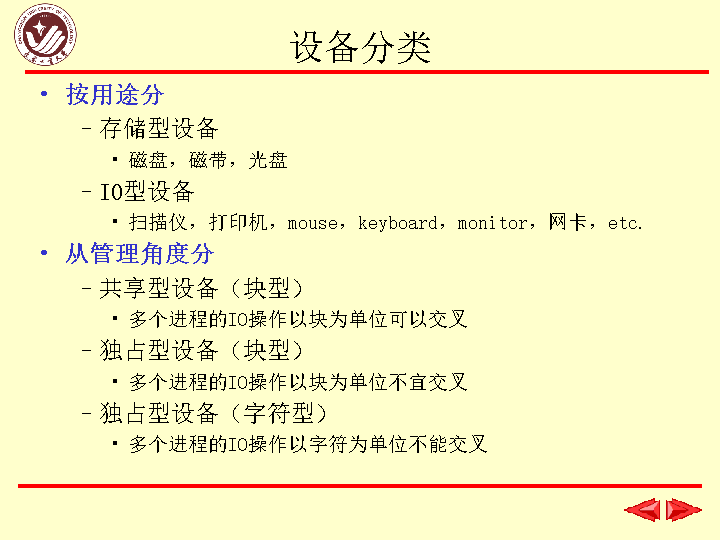 设备分类
• 按用途分
–存储型设备
• 磁盘，磁带，光盘
–IO型设备
• 扫描仪，打印机，mouse，keyboard，monitor，网卡，etc.
• 从管理角度分
–共享型设备（块型）
• 多个进程的IO操作以块为单位可以交叉
–独占型设备（块型）
• 多个进程的IO操作以块为单位不宜交叉
–独占型设备（字符型）
• 多个进程的IO操作以字符为单位不能交叉